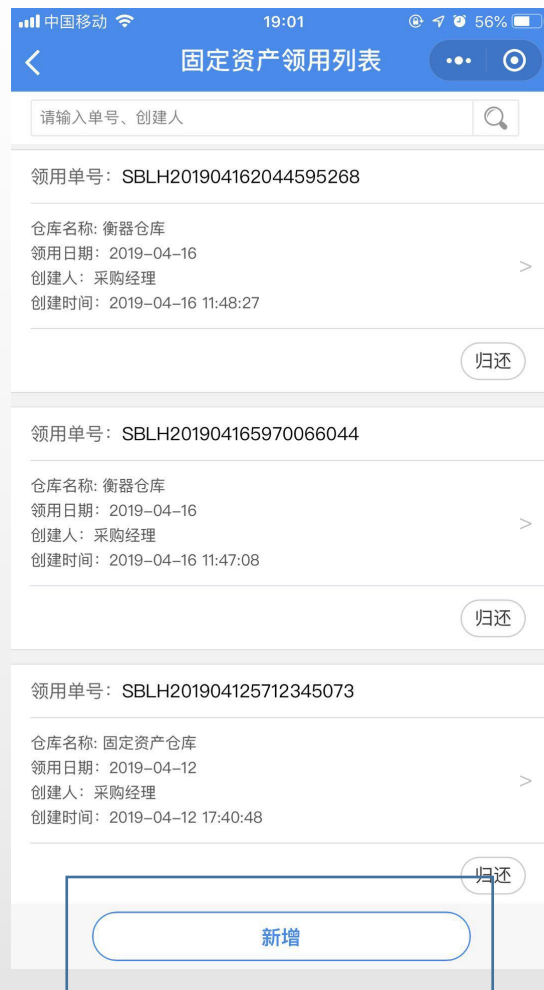 中国移动 19:01 56%
固定资产领用列表
请输入单号、创建人
领用单号：SBLH201904162044595268
仓库名称: 衡器仓库
领用日期：2019-04-16
创建人：采购经理
创建时间：2019-04-16 11:48:27
>
归还
领用单号：SBLH201904165970066044
仓库名称: 衡器仓库
领用日期：2019-04-16
创建人：采购经理
创建时间：2019-04-16 11:47:08
>
归还
领用单号：SBLH201904125712345073
仓库名称: 固定资产仓库
领用日期：2019-04-12
创建人：采购经理
创建时间：2019-04-12 17:40:48
>
归还
新增